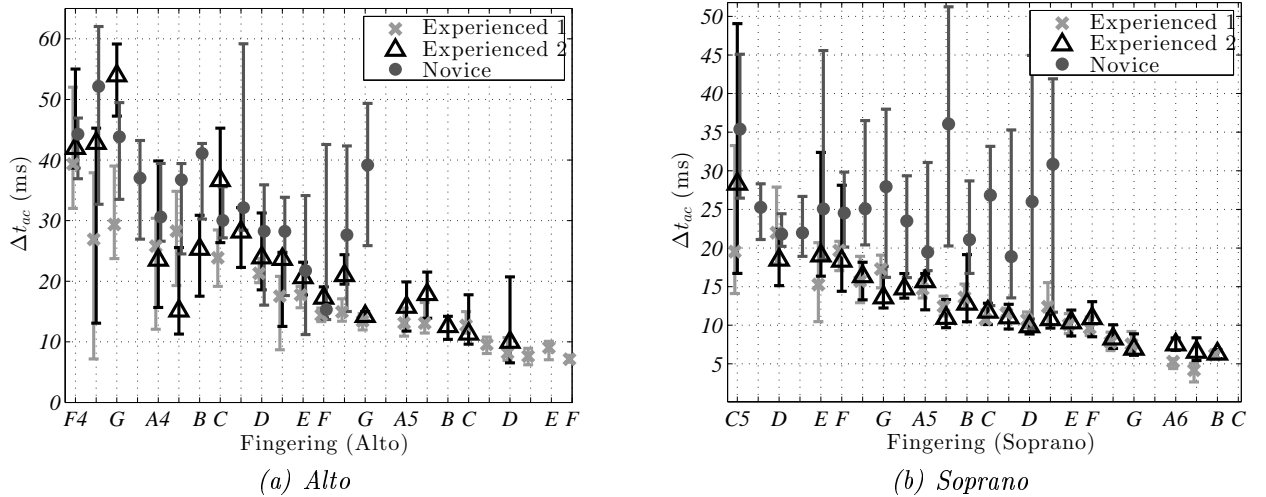 60
50
40
30
20
10
0
Δt_ac (ms)
Experienced 1
Experienced 2
Novice
F4 G A4 B C D E F G A5 B C D E F
Fingering (Alto)
(a) Alto
50
45
40
35
30
25
20
15
10
5
Δt_ac (ms)
Experienced 1
Experienced 2
Novice
C5 D E F G A5 B C D E F G A6 B C
Fingering (Soprano)
(b) Soprano